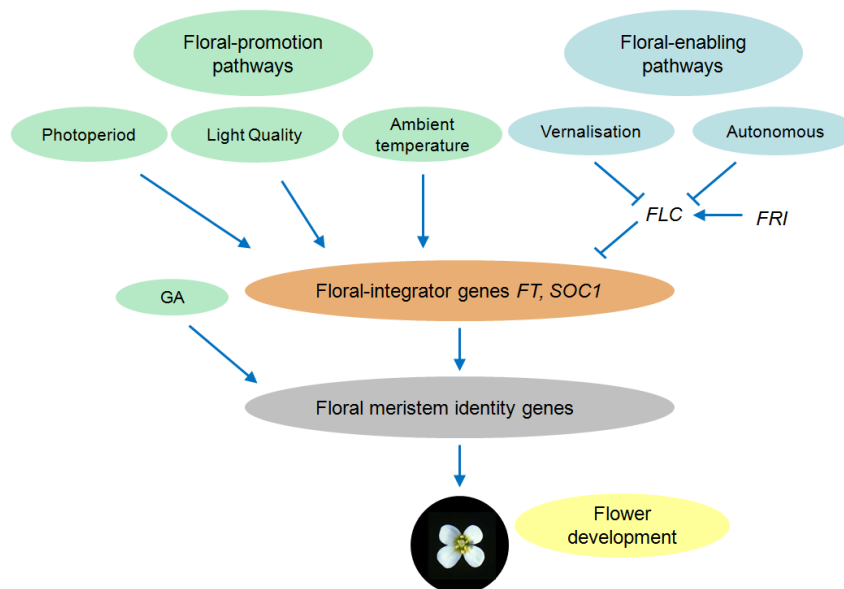 Floral-promotion
pathways
Floral-enabling
pathways
Photoperiod
Light Quality
Ambient
temperature
Vernalisation
Autonomous
FLC
FRI
GA
Floral-integrator genes FT, SOC1
Floral meristem identity genes
Flower
development